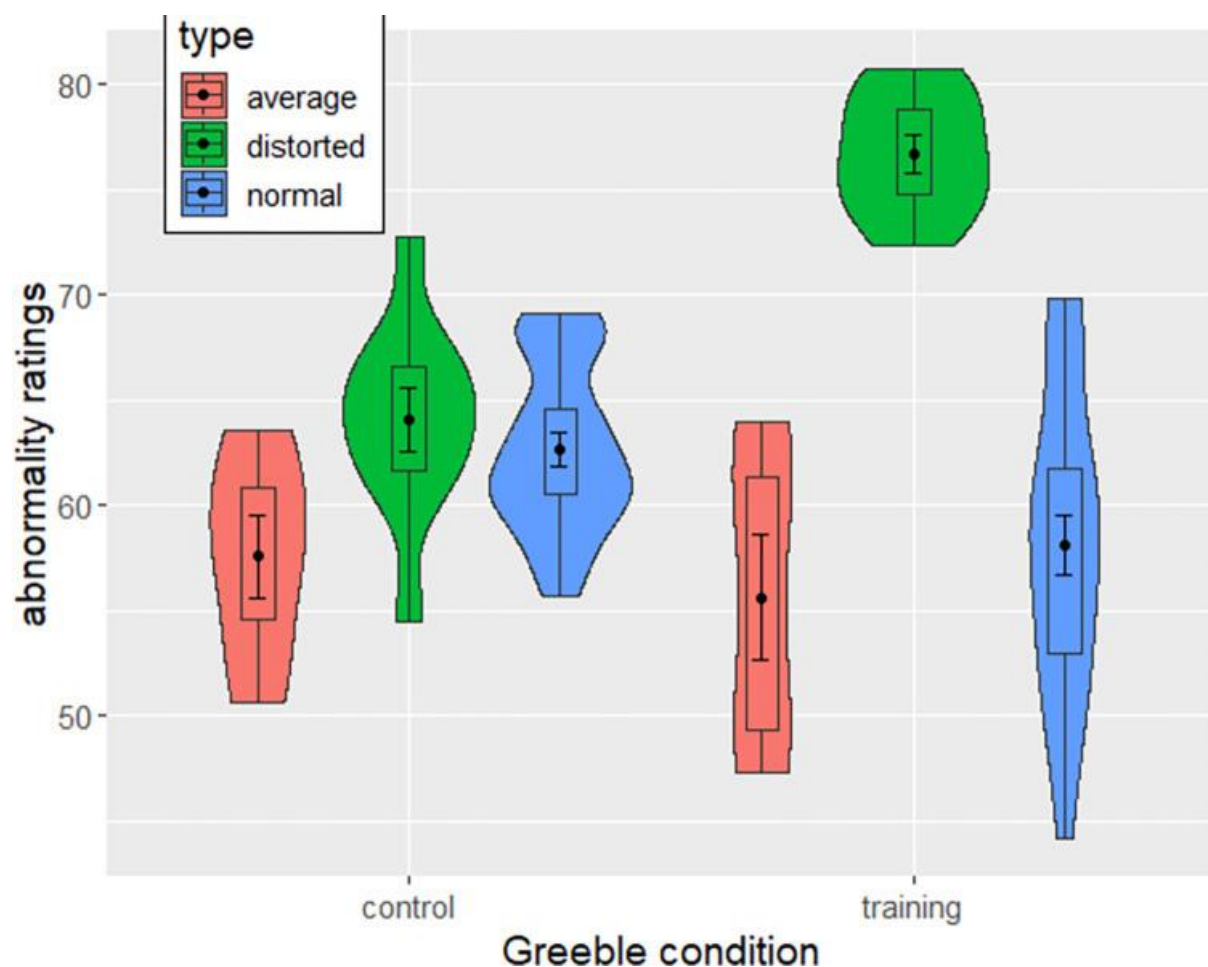 type
average
distorted
normal
80
70
60
50
abnormality ratings
control
training
Greeble condition